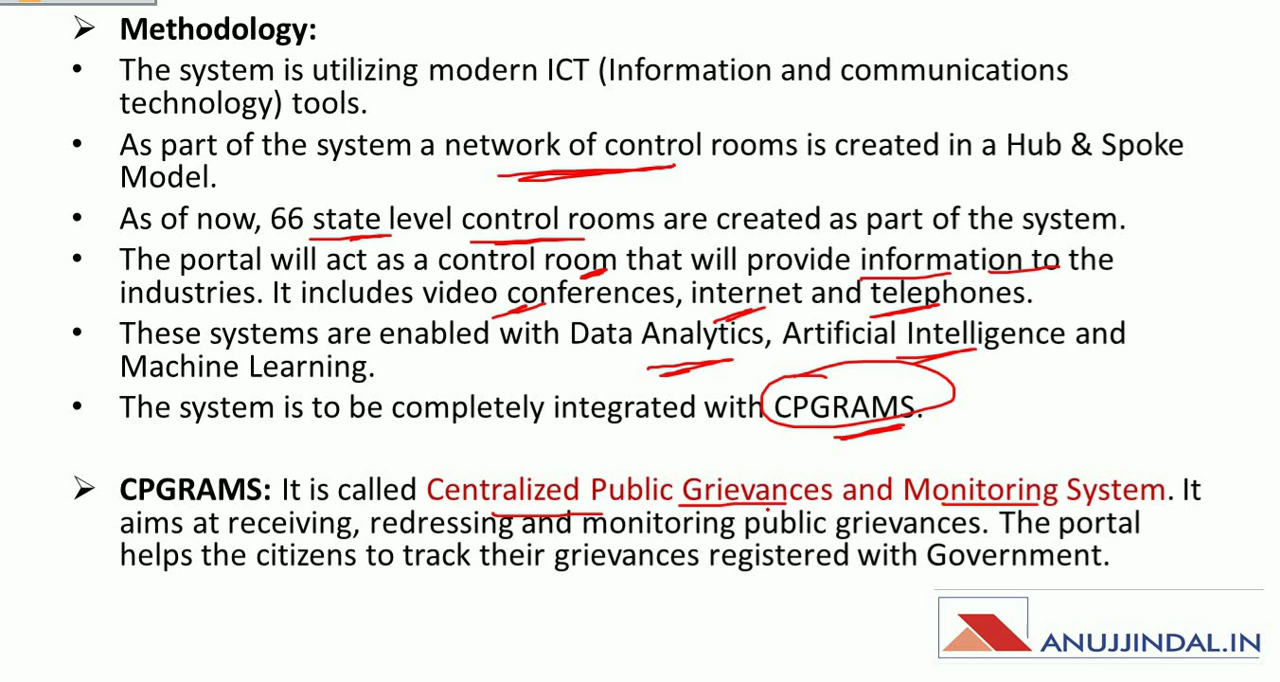 ➢ Methodology:
• The system is utilizing modern ICT (Information and communications
technology) tools.
• As part of the system a network of control rooms is created in a Hub & Spoke
Model.
• As of now, 66 state level control rooms are created as part of the system.
• The portal will act as a control room that will provide information to the
industries. It includes video conferences, internet and telephones.
• These systems are enabled with Data Analytics, Artificial Intelligence and
Machine Learning.
• The system is to be completely integrated with CPGRAMS.
➢ CPGRAMS: It is called Centralized Public Grievances and Monitoring System. It
aims at receiving, redressing and monitoring public grievances. The portal
helps the citizens to track their grievances registered with Government.
ANUJJINDAL.IN